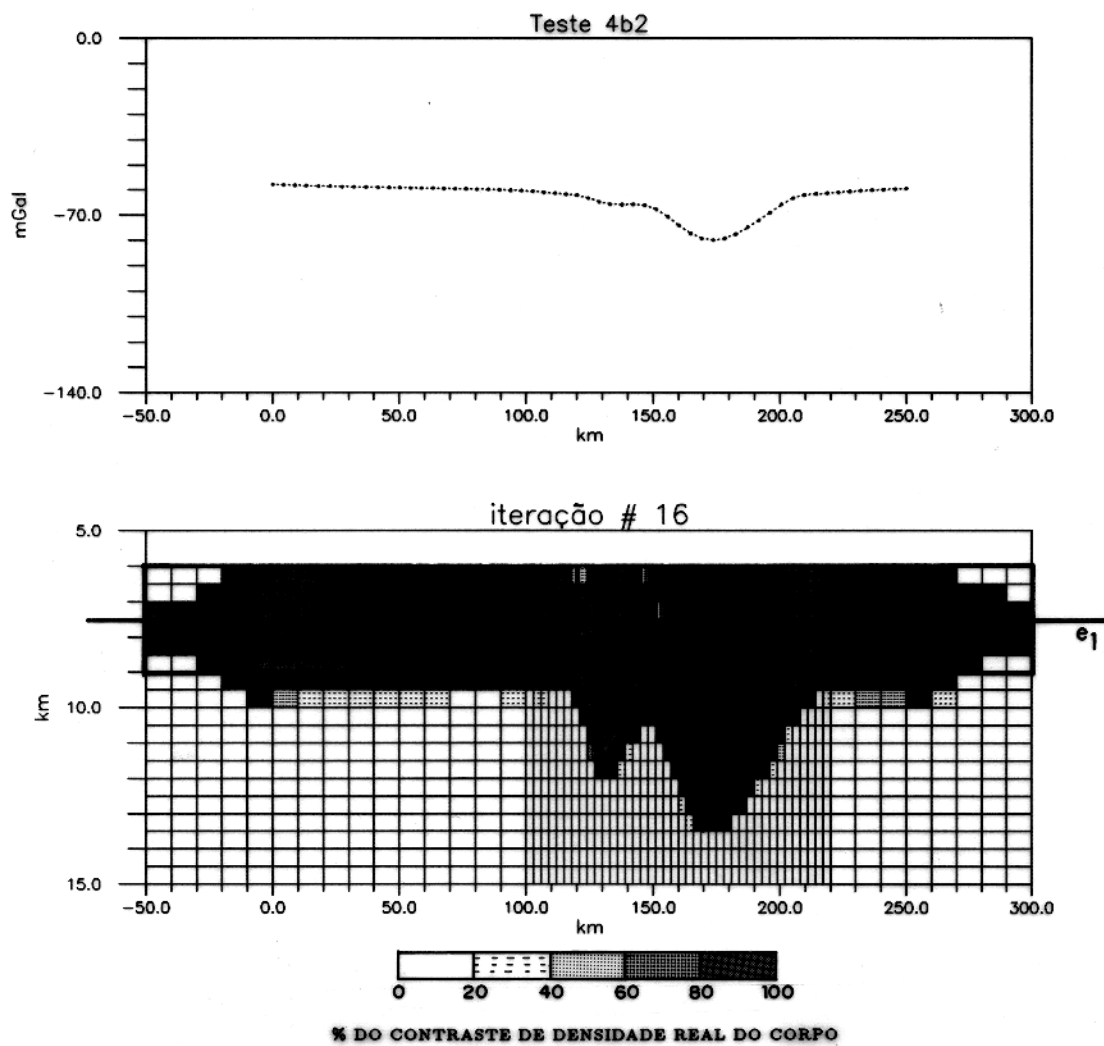 Teste 4b2
0.0
-70.0
-140.0
mGal
-50.0 0.0 50.0 100.0 150.0 200.0 250.0 300.0
km
iteração # 16
5.0
10.0
15.0
km
e1
-50.0 0.0 50.0 100.0 150.0 200.0 250.0 300.0
km
0 20 40 60 80 100
% DO CONTRASTE DE DENSIDADE REAL DO CORPO